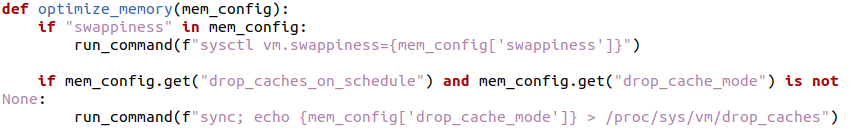 def optimize_memory(mem_config):
    if "swappiness" in mem_config:
        run_command(f"sysctl vm.swappiness={mem_config['swappiness']}")

    if mem_config.get("drop_caches_on_schedule") and mem_config.get("drop_cache_mode") is not
None:
        run_command(f"sync; echo {mem_config['drop_cache_mode']} > /proc/sys/vm/drop_caches")